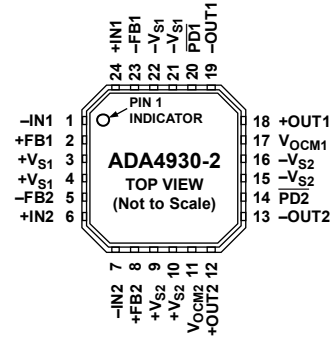 24 +IN1
23 –FB1
22 –VS1
21 –VS1
20 PD1
19 –OUT1
–IN1 1
+FB1 2
+VS1 3
+VS1 4
–FB2 5
+IN2 6
PIN 1
INDICATOR
ADA4930-2
TOP VIEW
(Not to Scale)
18 +OUT1
17 VOCM1
16 –VS2
15 –VS2
14 PD2
13 –OUT2
–IN2 7
+FB2 8
+VS2 9
+VS2 10
VOCM2 11
+OUT2 12